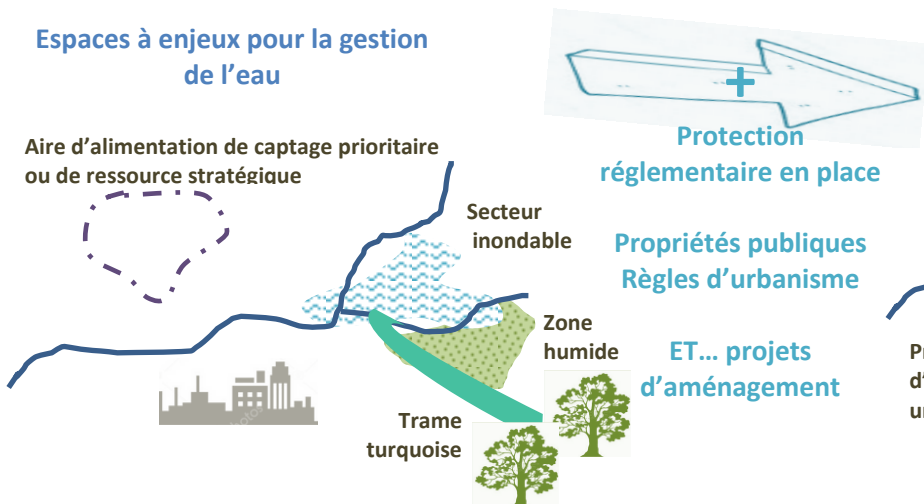 Espaces à enjeux pour la gestion
de l'eau
+
Aire d'alimentation de captage prioritaire
ou de ressource stratégique
Secteur
inondable
Zone
humide
Trame
turquoise
Protection
réglementaire en place
Propriétés publiques
Règles d'urbanisme
ET... projets
d'aménagement